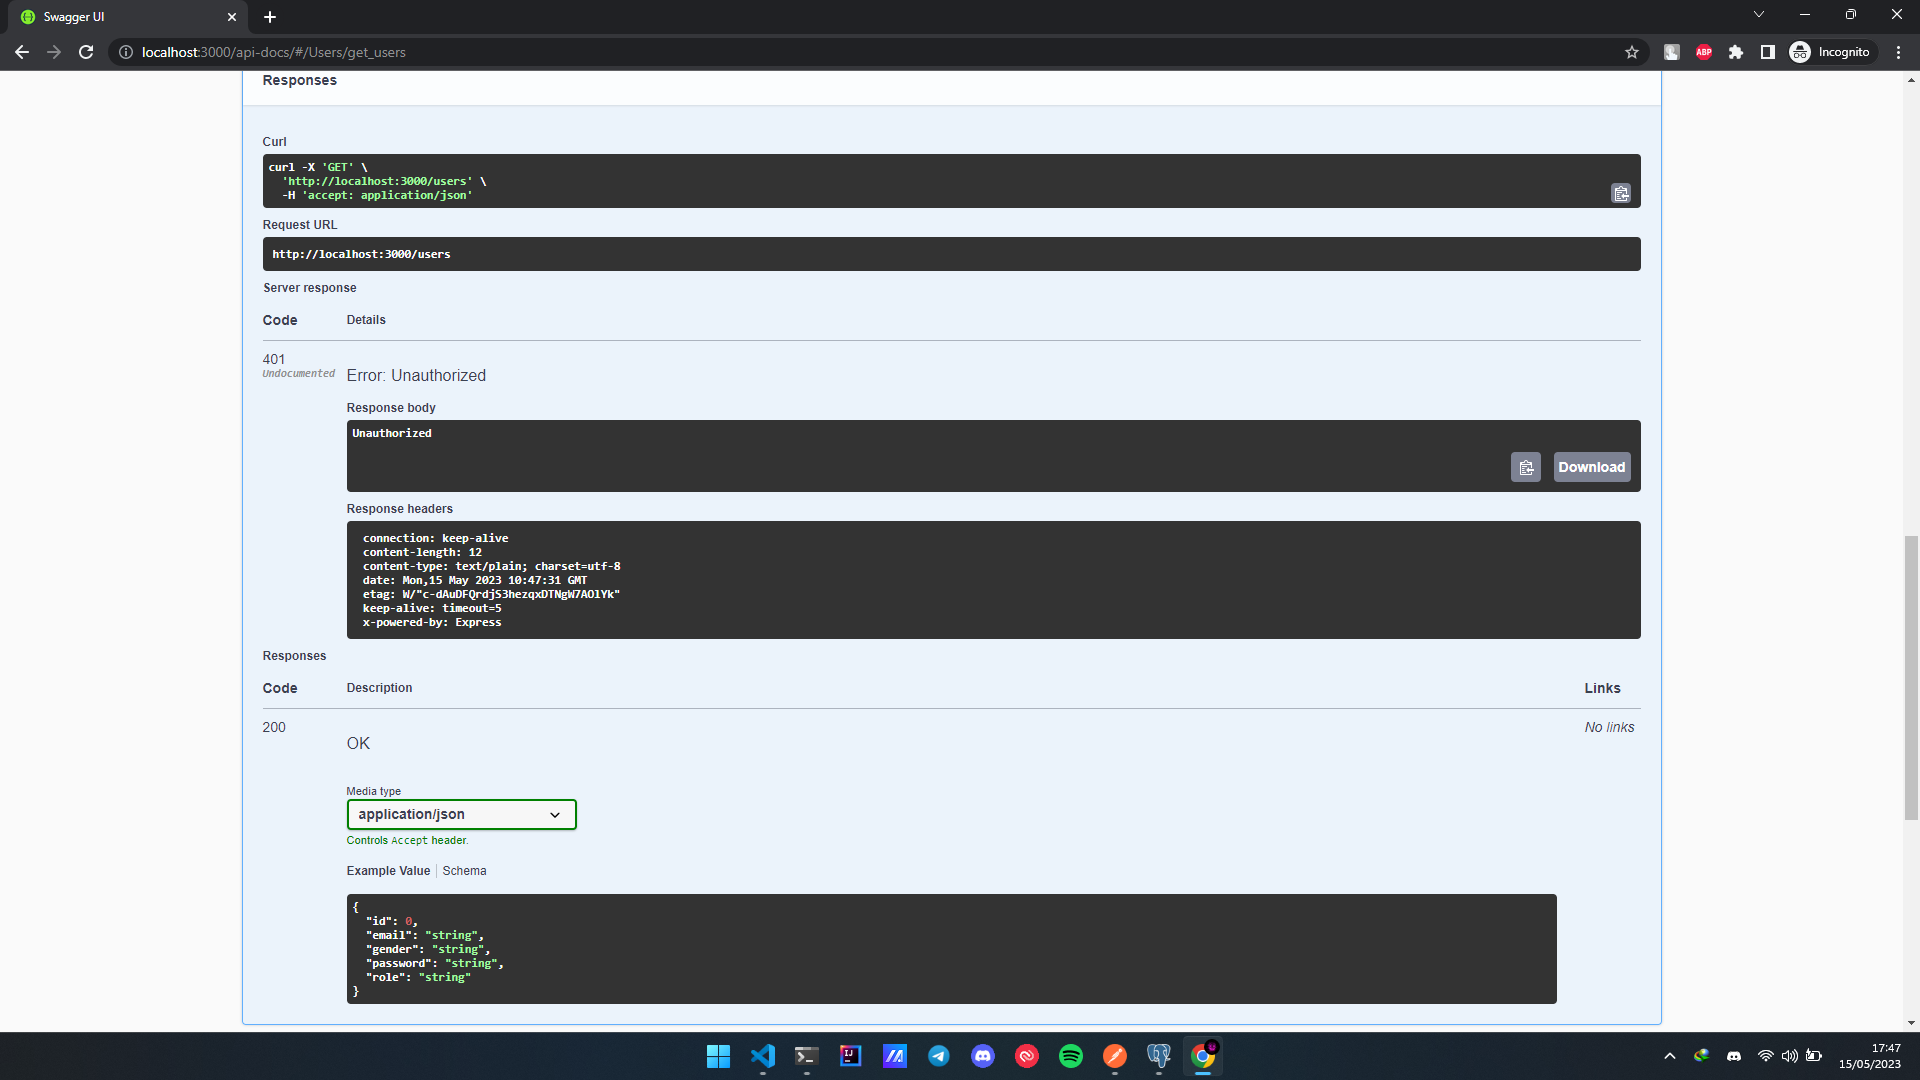 Swagger UI
localhost:3000/api-docs/#/Users/get_users
ABP
Incognito
Responses
Curl
curl -X 'GET' \
'http://localhost:3000/users' \
-H 'accept: application/json'
Request URL
http://localhost:3000/users
Server response
Code Details
401
Undocumented
Error: Unauthorized
Response body
Unauthorized
Download
Response headers
connection: keep-alive
content-length: 12
content-type: text/plain; charset=utf-8
date: Mon,15 May 2023 10:47:31 GMT
etag: W/"c-dAuDFQrdjS3hezqxDTNgW7AOlYk"
keep-alive: timeout=5
x-powered-by: Express
Responses
Code Description Links
200
OK
No links
Media type
application/json
Controls Accept header.
Example Value Schema
{
"id": 0,
"email": "string",
"gender": "string",
"password": "string",
"role": "string"
}
17:47
15/05/2023